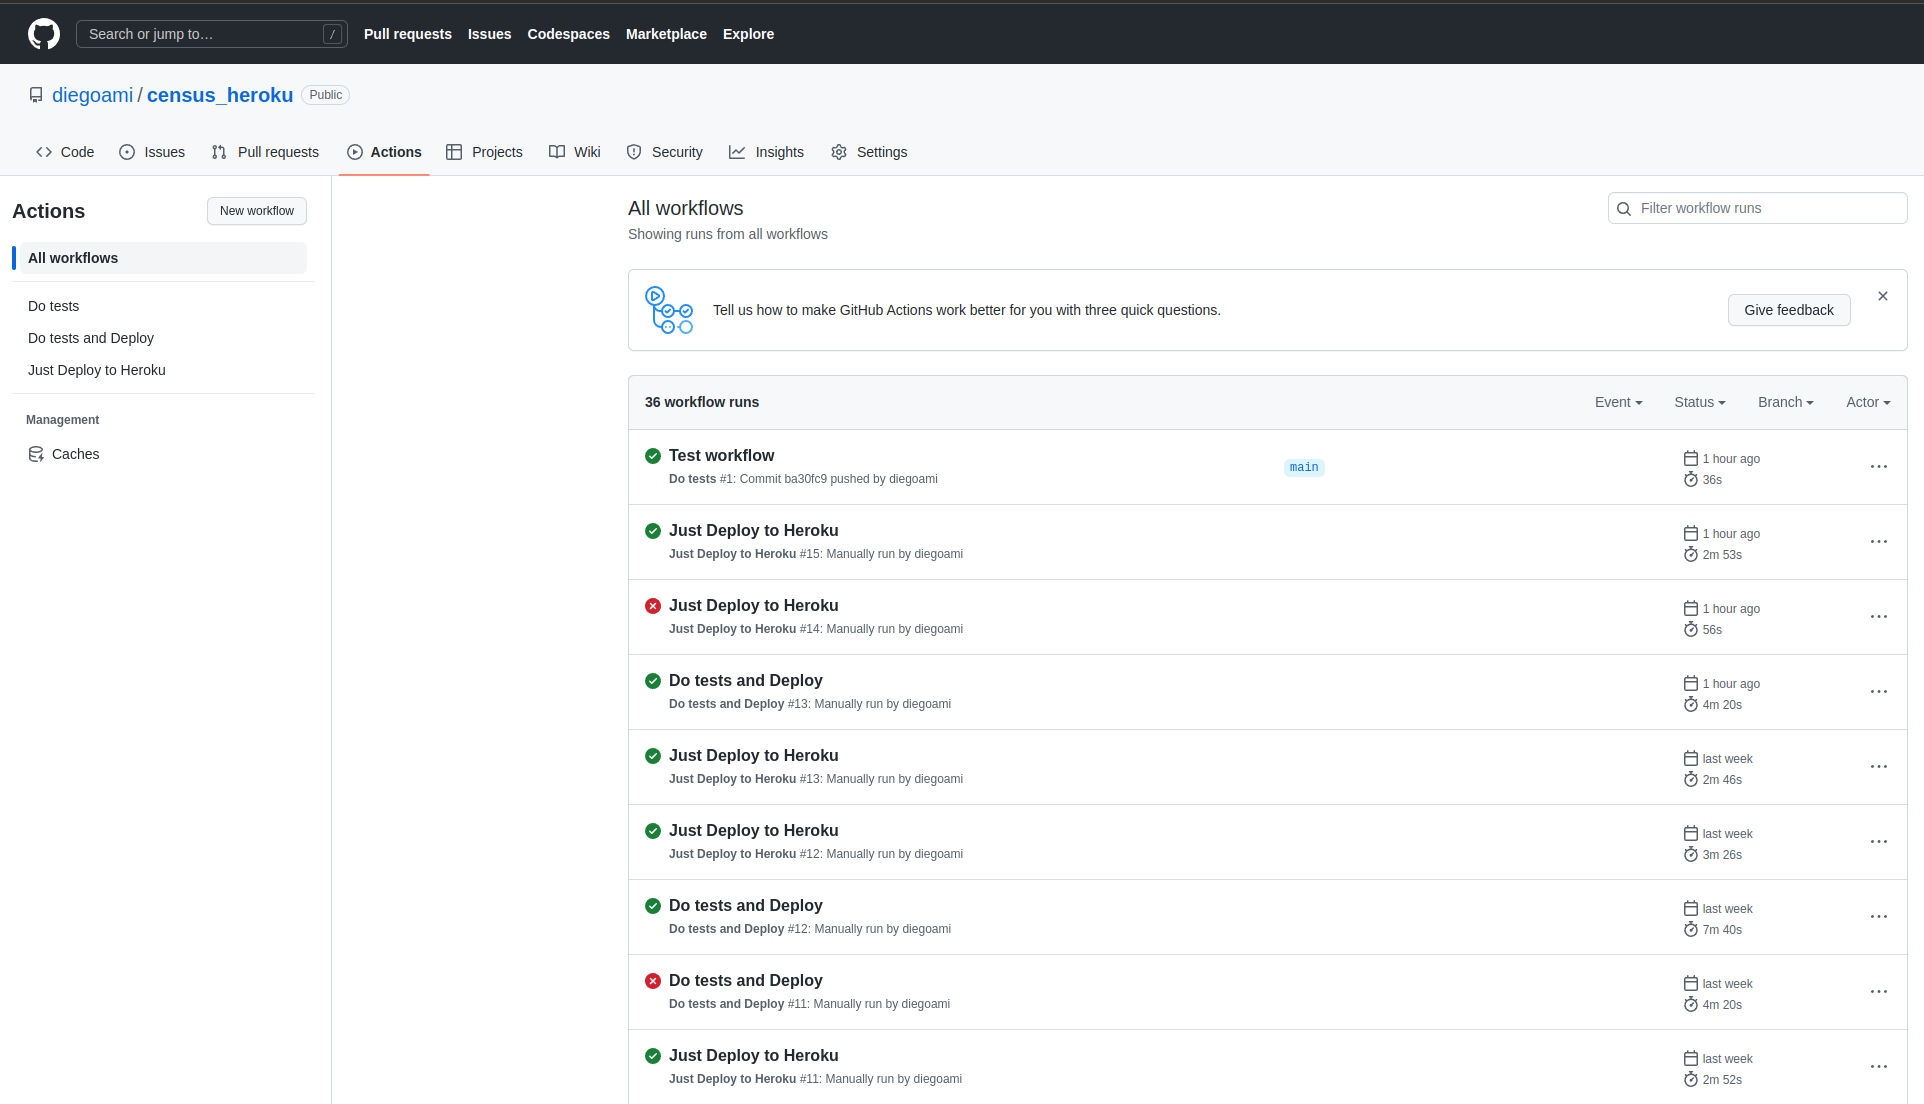 Search or jump to… /
Pull requests Issues Codespaces Marketplace Explore
diegoami / census_heroku Public
Code Issues Pull requests Actions Projects Wiki Security Insights Settings
Actions
New workflow
All workflows
Do tests
Do tests and Deploy
Just Deploy to Heroku
Management
Caches
All workflows
Showing runs from all workflows
Filter workflow runs
Tell us how to make GitHub Actions work better for you with three quick questions.
Give feedback
36 workflow runs
Event Status Branch Actor
Test workflow
Do tests #1: Commit ba30fc9 pushed by diegoami
main
1 hour ago
36s
Just Deploy to Heroku
Just Deploy to Heroku #15: Manually run by diegoami
1 hour ago
2m 53s
Just Deploy to Heroku
Just Deploy to Heroku #14: Manually run by diegoami
1 hour ago
56s
Do tests and Deploy
Do tests and Deploy #13: Manually run by diegoami
1 hour ago
4m 20s
Just Deploy to Heroku
Just Deploy to Heroku #13: Manually run by diegoami
last week
2m 46s
Just Deploy to Heroku
Just Deploy to Heroku #12: Manually run by diegoami
last week
3m 26s
Do tests and Deploy
Do tests and Deploy #12: Manually run by diegoami
last week
7m 40s
Do tests and Deploy
Do tests and Deploy #11: Manually run by diegoami
last week
4m 20s
Just Deploy to Heroku
Just Deploy to Heroku #11: Manually run by diegoami
last week
2m 52s